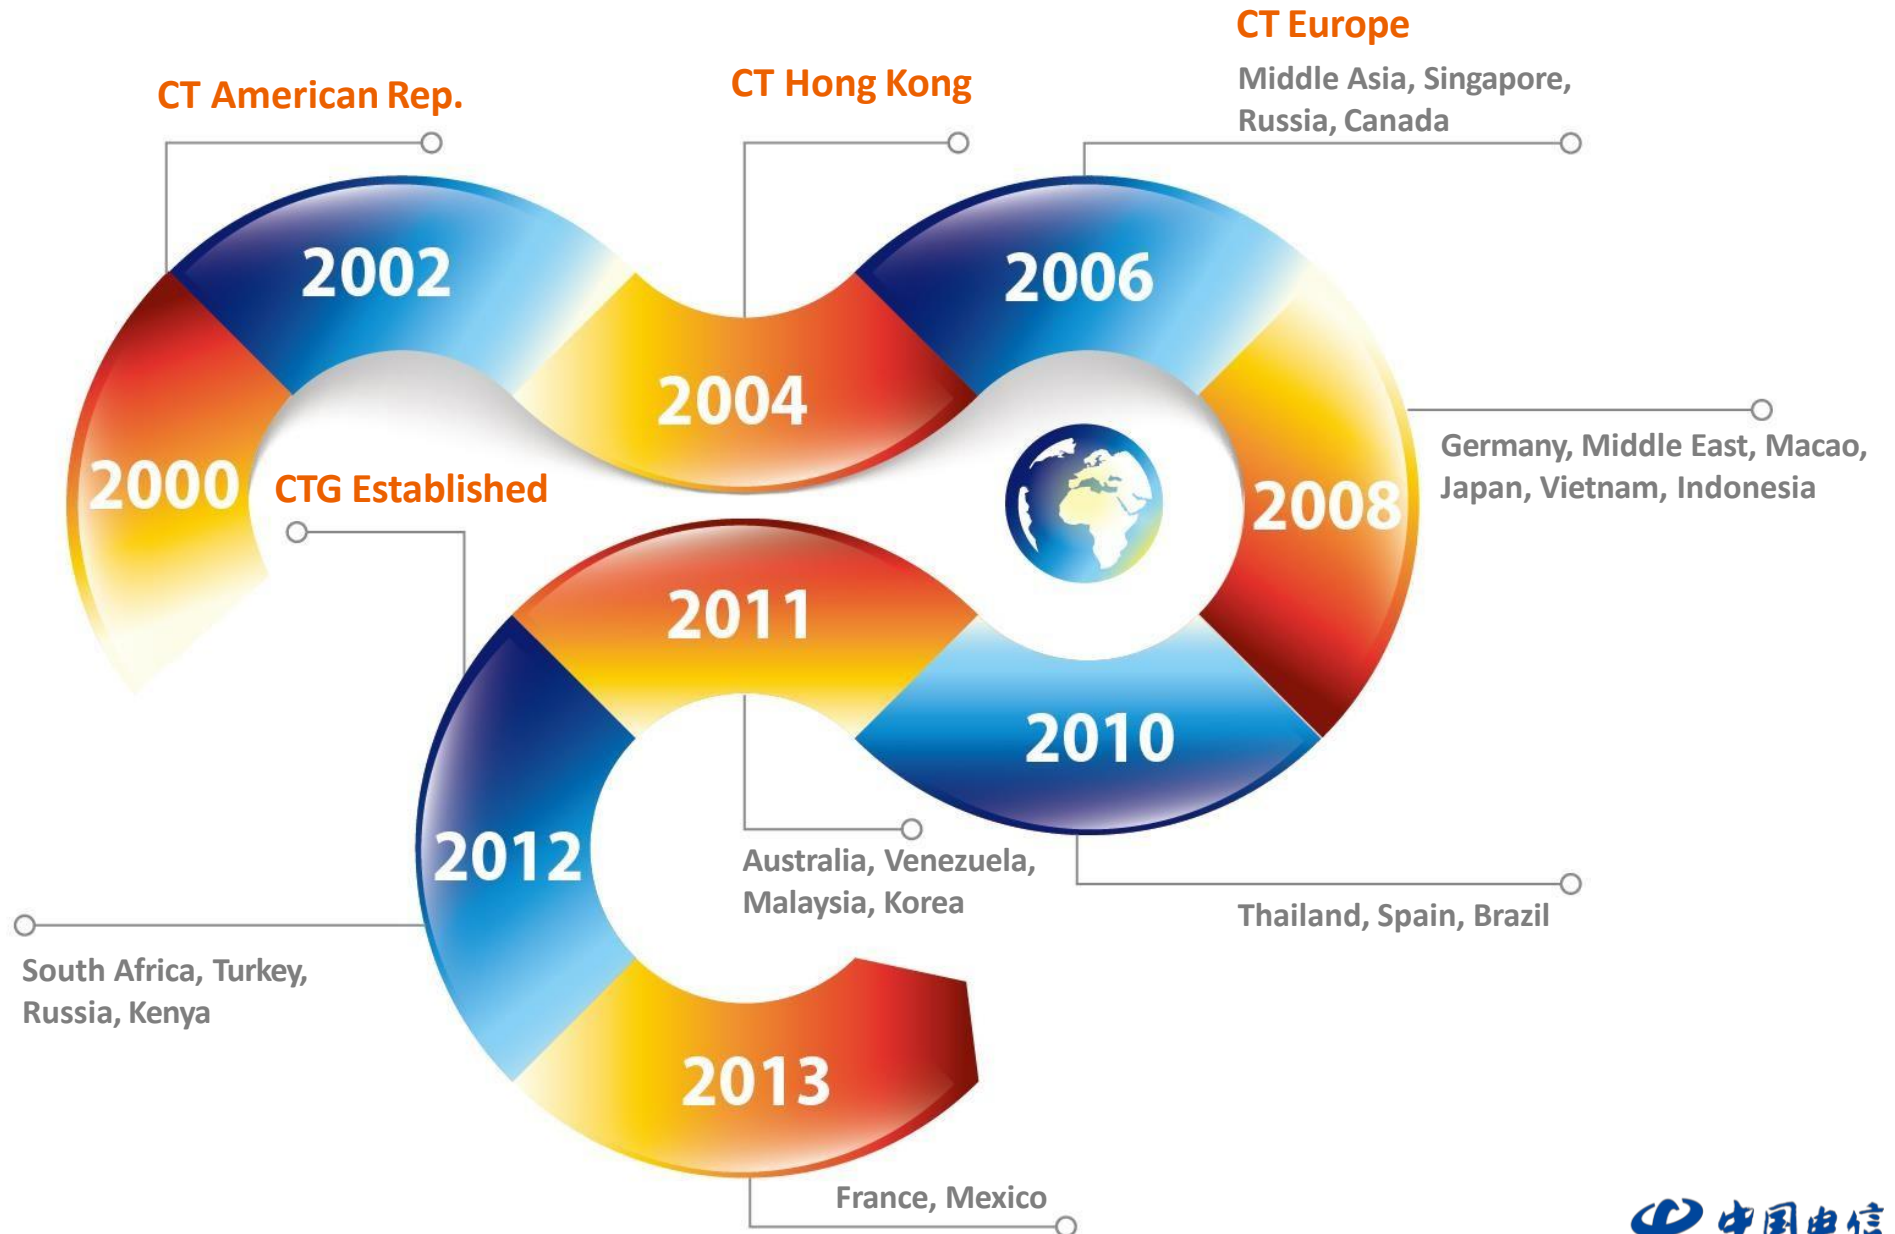 CT Europe
Middle Asia, Singapore,
Russia, Canada
CT American Rep.
CT Hong Kong
2002
2006
2004
2000
CTG Established
Germany, Middle East, Macao,
Japan, Vietnam, Indonesia
2008
2011
2010
2012
Australia, Venezuela,
Malaysia, Korea
Thailand, Spain, Brazil
South Africa, Turkey,
Russia, Kenya
2013
France, Mexico
中国电信